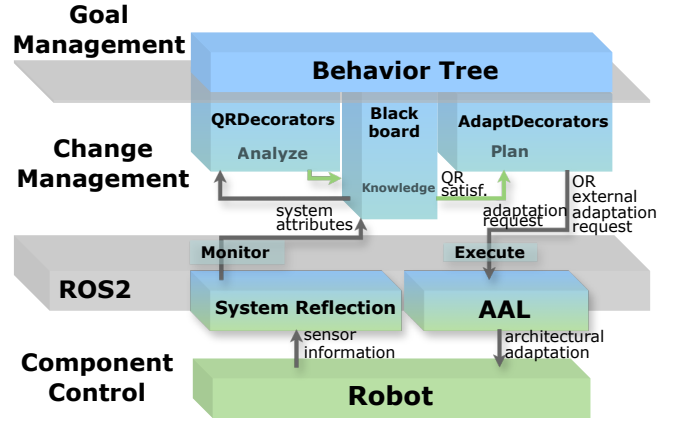 Goal
Management
Behavior Tree
QRDecorators
Analyze
Black
board
Knowledge
AdaptDecorators
Plan
Change
Management
QR
satisf.
system
attributes
adaptation
request
OR
external
adaptation
request
Monitor
Execute
ROS2
System Reflection
AAL
sensor
information
architectural
adaptation
Component
Control
Robot